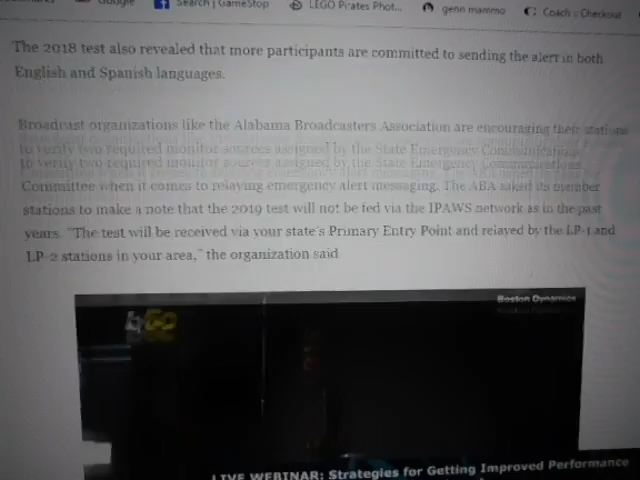 Google
Search | GameStop
LEGO Pirates Phot...
genn mammo
Coach - Checkout
The 2018 test also revealed that more participants are committed to sending the alert in both
English and Spanish languages.
Broadcast organizations like the Alabama Broadcasters Association are encouraging their stations
to verify two required monitor sources assigned by the State Emergency Communications
Committee when it comes to relaying emergency alert messaging. The ABA asked its member
stations to make a note that the 2019 test will not be fed via the IPAWS network as in the past
years. "The test will be received via your state's Primary Entry Point and relayed by the LP-1 and
LP-2 stations in your area," the organization said.
Boston Dynamics
LIVE WEBINAR: Strategies for Getting Improved Performance